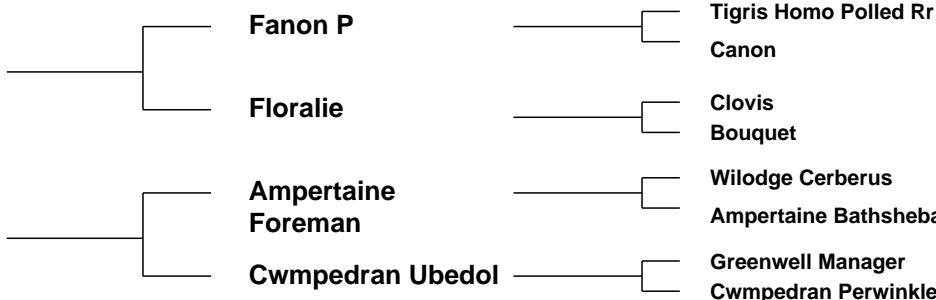 Tigris Homo Polled Rr
Fanon P
Canon
Clovis
Floralie
Bouquet
Wilodge Cerberus
Ampertaine
Foreman
Ampertaine Bathsheba
Greenwell Manager
Cwmpedran Ubedol
Cwmpedran Perwinkle